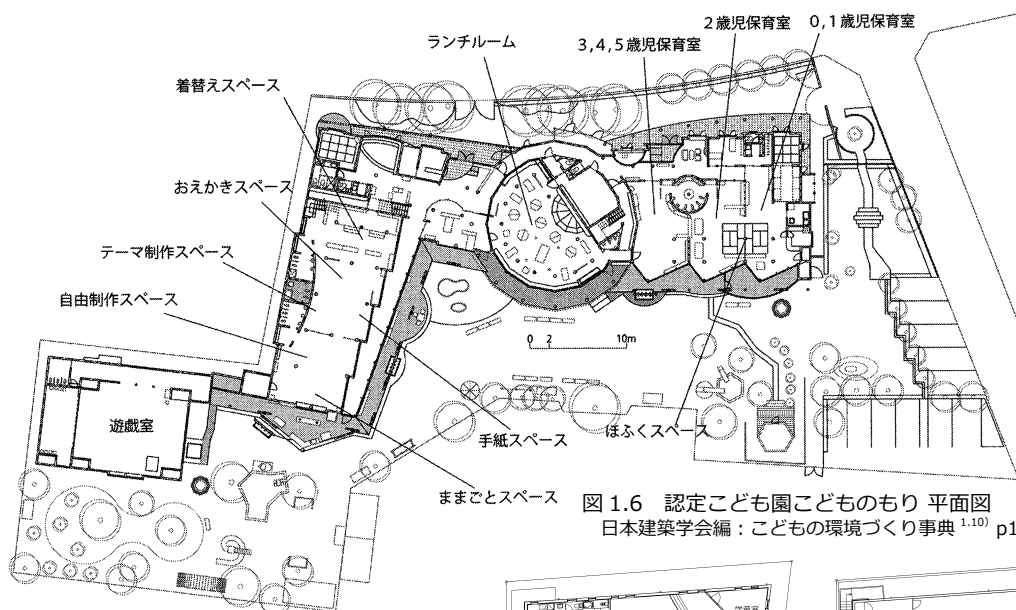 2歳児保育室
0,1歳児保育室
ランチルーム
3,4,5歳児保育室
着替えスペース
おえかきスペース
テーマ制作スペース
自由制作スペース
0 2 10m
遊戯室
手紙スペース
ほふくスペース
ままごとスペース
図 1.6 認定こども園こどものもり 平面図
日本建築学会編:こどもの環境づくり事典 1.10) p1
学童室